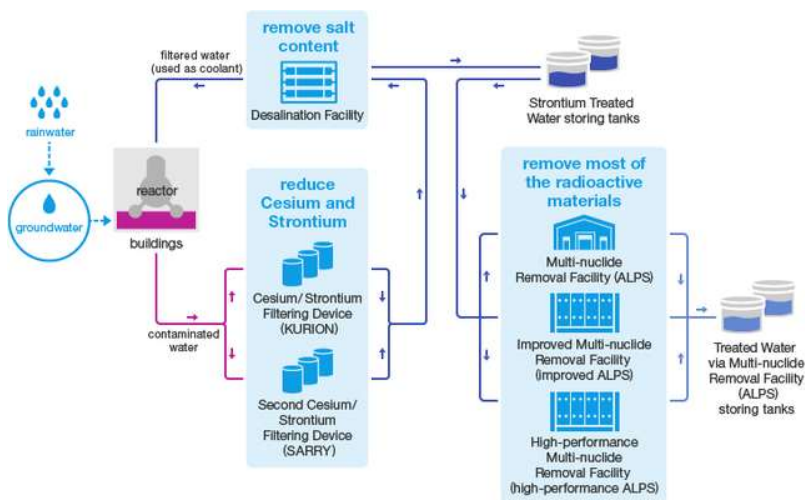 remove salt
content
filtered water
(used as coolant)
Desalination Facility
Strontium Treated
Water storing tanks
rainwater
groundwater
reactor
buildings
contaminated
water
reduce
Cesium and
Strontium
Cesium/ Strontium
Filtering Device
(KURION)
Second Cesium/
Strontium
Filtering Device
(SARRY)
remove most of
the radioactive
materials
Multi-nuclide
Removal Facility (ALPS)
Improved Multi-nuclide
Removal Facility
(improved ALPS)
High-performance
Multi-nuclide
Removal Facility
(high-performance ALPS)
Treated Water
via Multi-nuclide
Removal Facility
(ALPS)
storing tanks